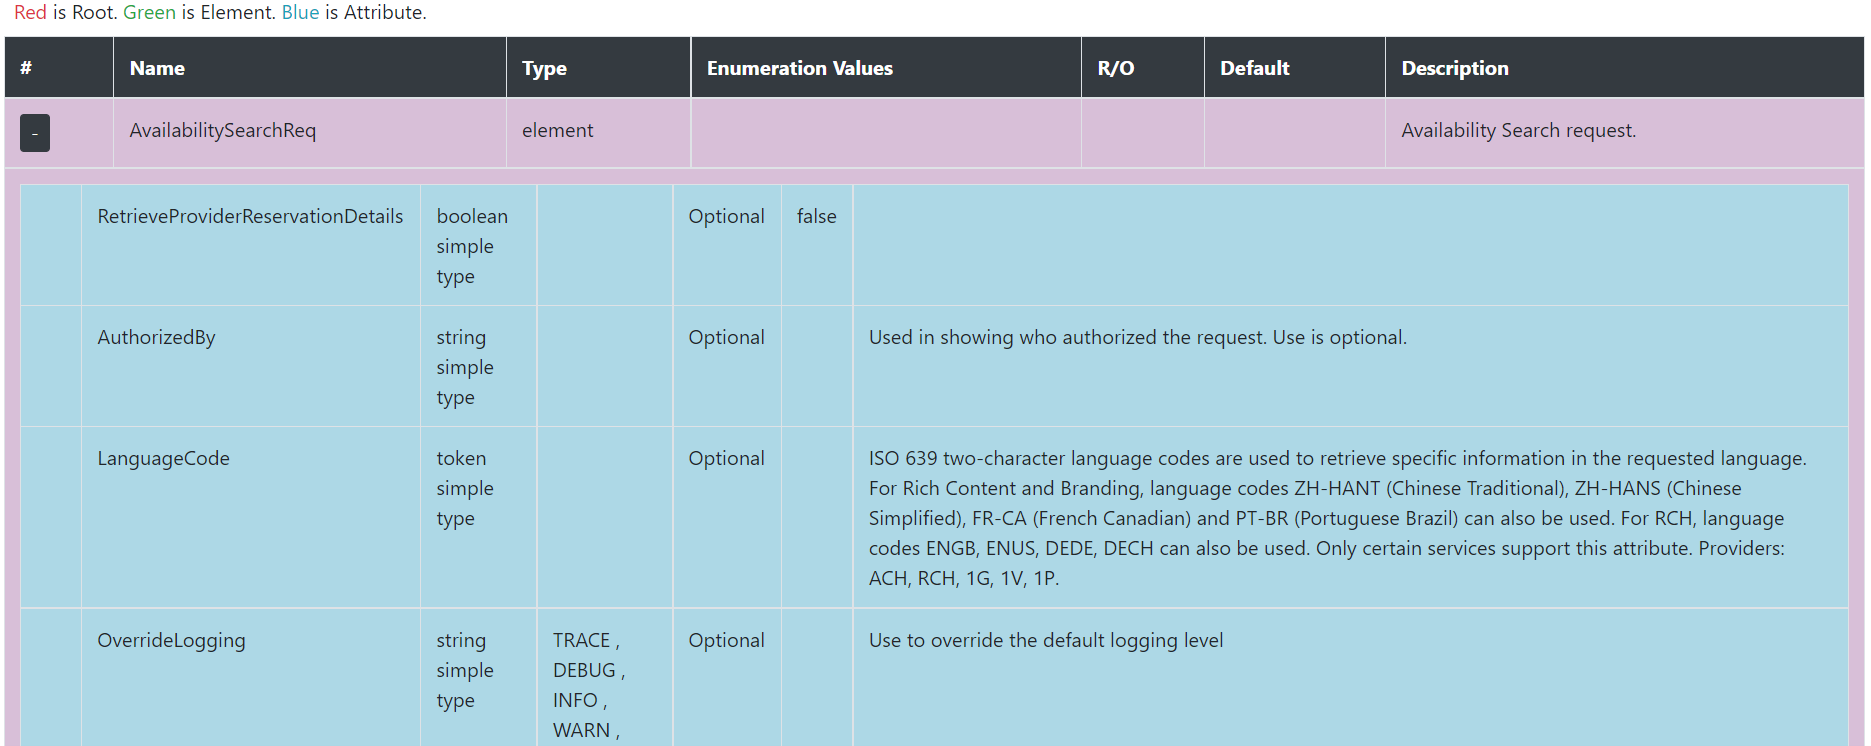 Red is Root. Green is Element. Blue is Attribute.
# Name Type Enumeration Values R/O Default Description
- AvailabilitySearchReq element Availability Search request.
RetrieveProviderReservationDetails boolean Optional false
simple
type
AuthorizedBy string Optional Used in showing who authorized the request. Use is optional.
simple
type
LanguageCode token Optional ISO 639 two-character language codes are used to retrieve specific information in the requested language.
simple For Rich Content and Branding, language codes ZH-HANT (Chinese Traditional), ZH-HANS (Chinese
type Simplified), FR-CA (French Canadian) and PT-BR (Portuguese Brazil) can also be used. For RCH, language
codes ENGB, ENUS, DEDE, DECH can also be used. Only certain services support this attribute. Providers:
ACH, RCH, 1G, 1V, 1P.
OverrideLogging string TRACE , Optional Use to override the default logging level
simple DEBUG ,
type INFO ,
WARN ,